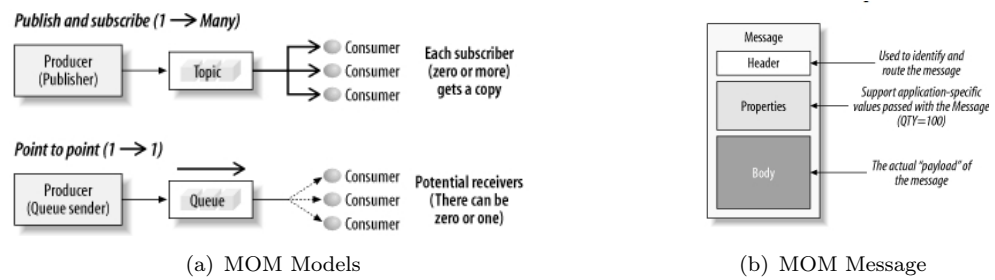 Publish and subscribe (1 → Many)
Producer
(Publisher)
Topic
Consumer
Consumer
Consumer
Each subscriber
(zero or more)
gets a copy
Point to point (1 → 1)
Producer
(Queue sender)
Queue
Consumer
Consumer
Consumer
Potential receivers
(There can be
zero or one)
(a) MOM Models
Message
Header
Properties
Body
Used to identify and
route the message
Support application-specific
values passed with the Message
(QTY=100)
The actual “payload” of
the message
(b) MOM Message